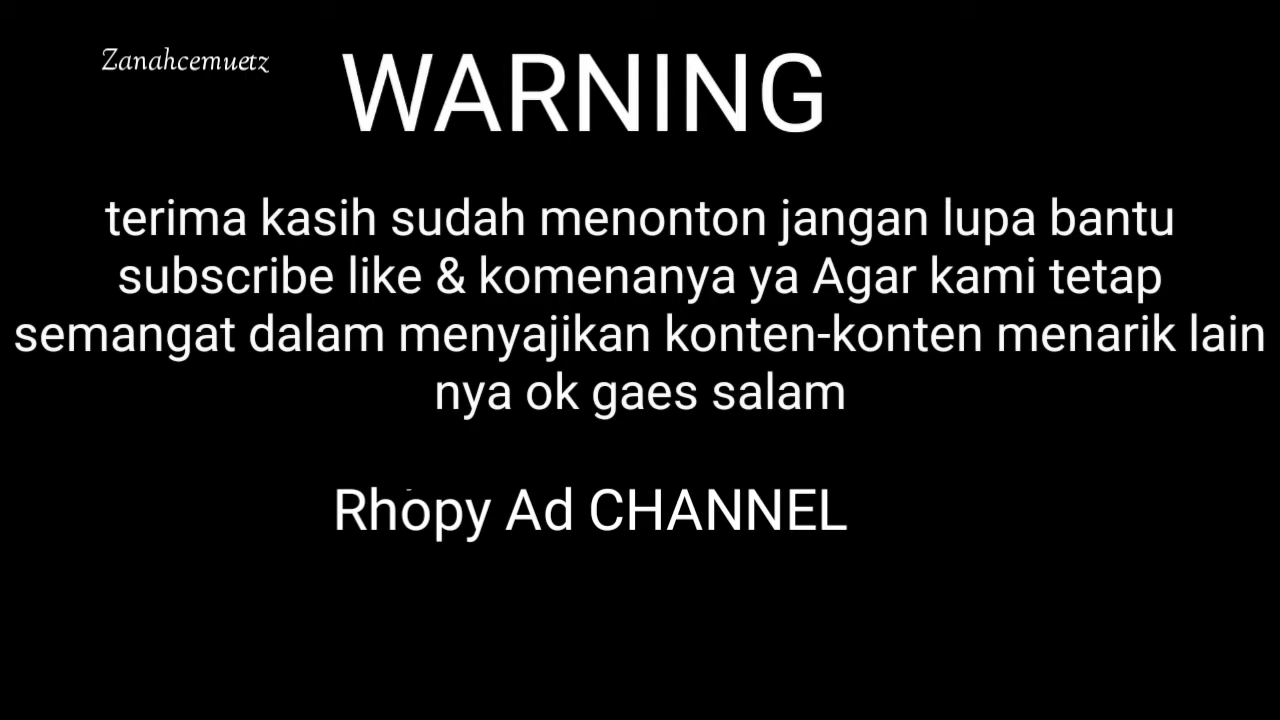 Zanahcemuetz
WARNING
terima kasih sudah menonton jangan lupa bantu
subscribe like & komenanya ya Agar kami tetap
semangat dalam menyajikan konten-konten menarik lain
nya ok gaes salam
Rhopy Ad CHANNEL